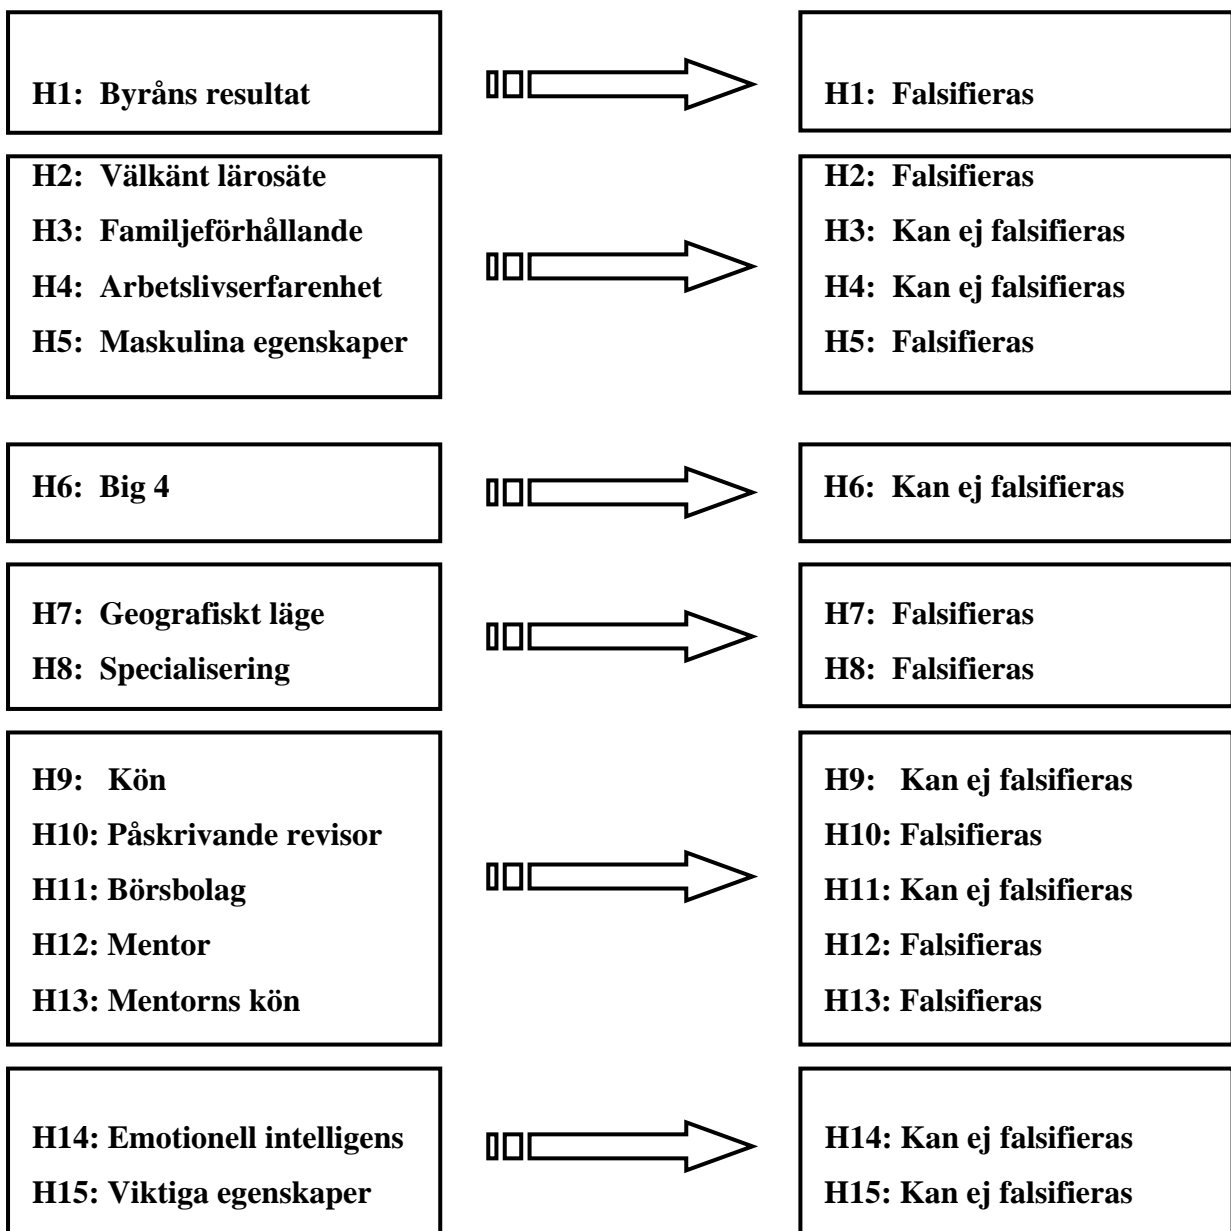 H1: Byråns resultat
H1: Falsifieras
H2: Välkänt lärosäte
H3: Familjeförhållande
H4: Arbetslivserfarenhet
H5: Maskulina egenskaper
H2: Falsifieras
H3: Kan ej falsifieras
H4: Kan ej falsifieras
H5: Falsifieras
H6: Big 4
H6: Kan ej falsifieras
H7: Geografiskt läge
H8: Specialisering
H7: Falsifieras
H8: Falsifieras
H9: Kön
H10: Påskrivande revisor
H11: Börsbolag
H12: Mentor
H13: Mentorns kön
H9: Kan ej falsifieras
H10: Falsifieras
H11: Kan ej falsifieras
H12: Falsifieras
H13: Falsifieras
H14: Emotionell intelligens
H15: Viktiga egenskaper
H14: Kan ej falsifieras
H15: Kan ej falsifieras